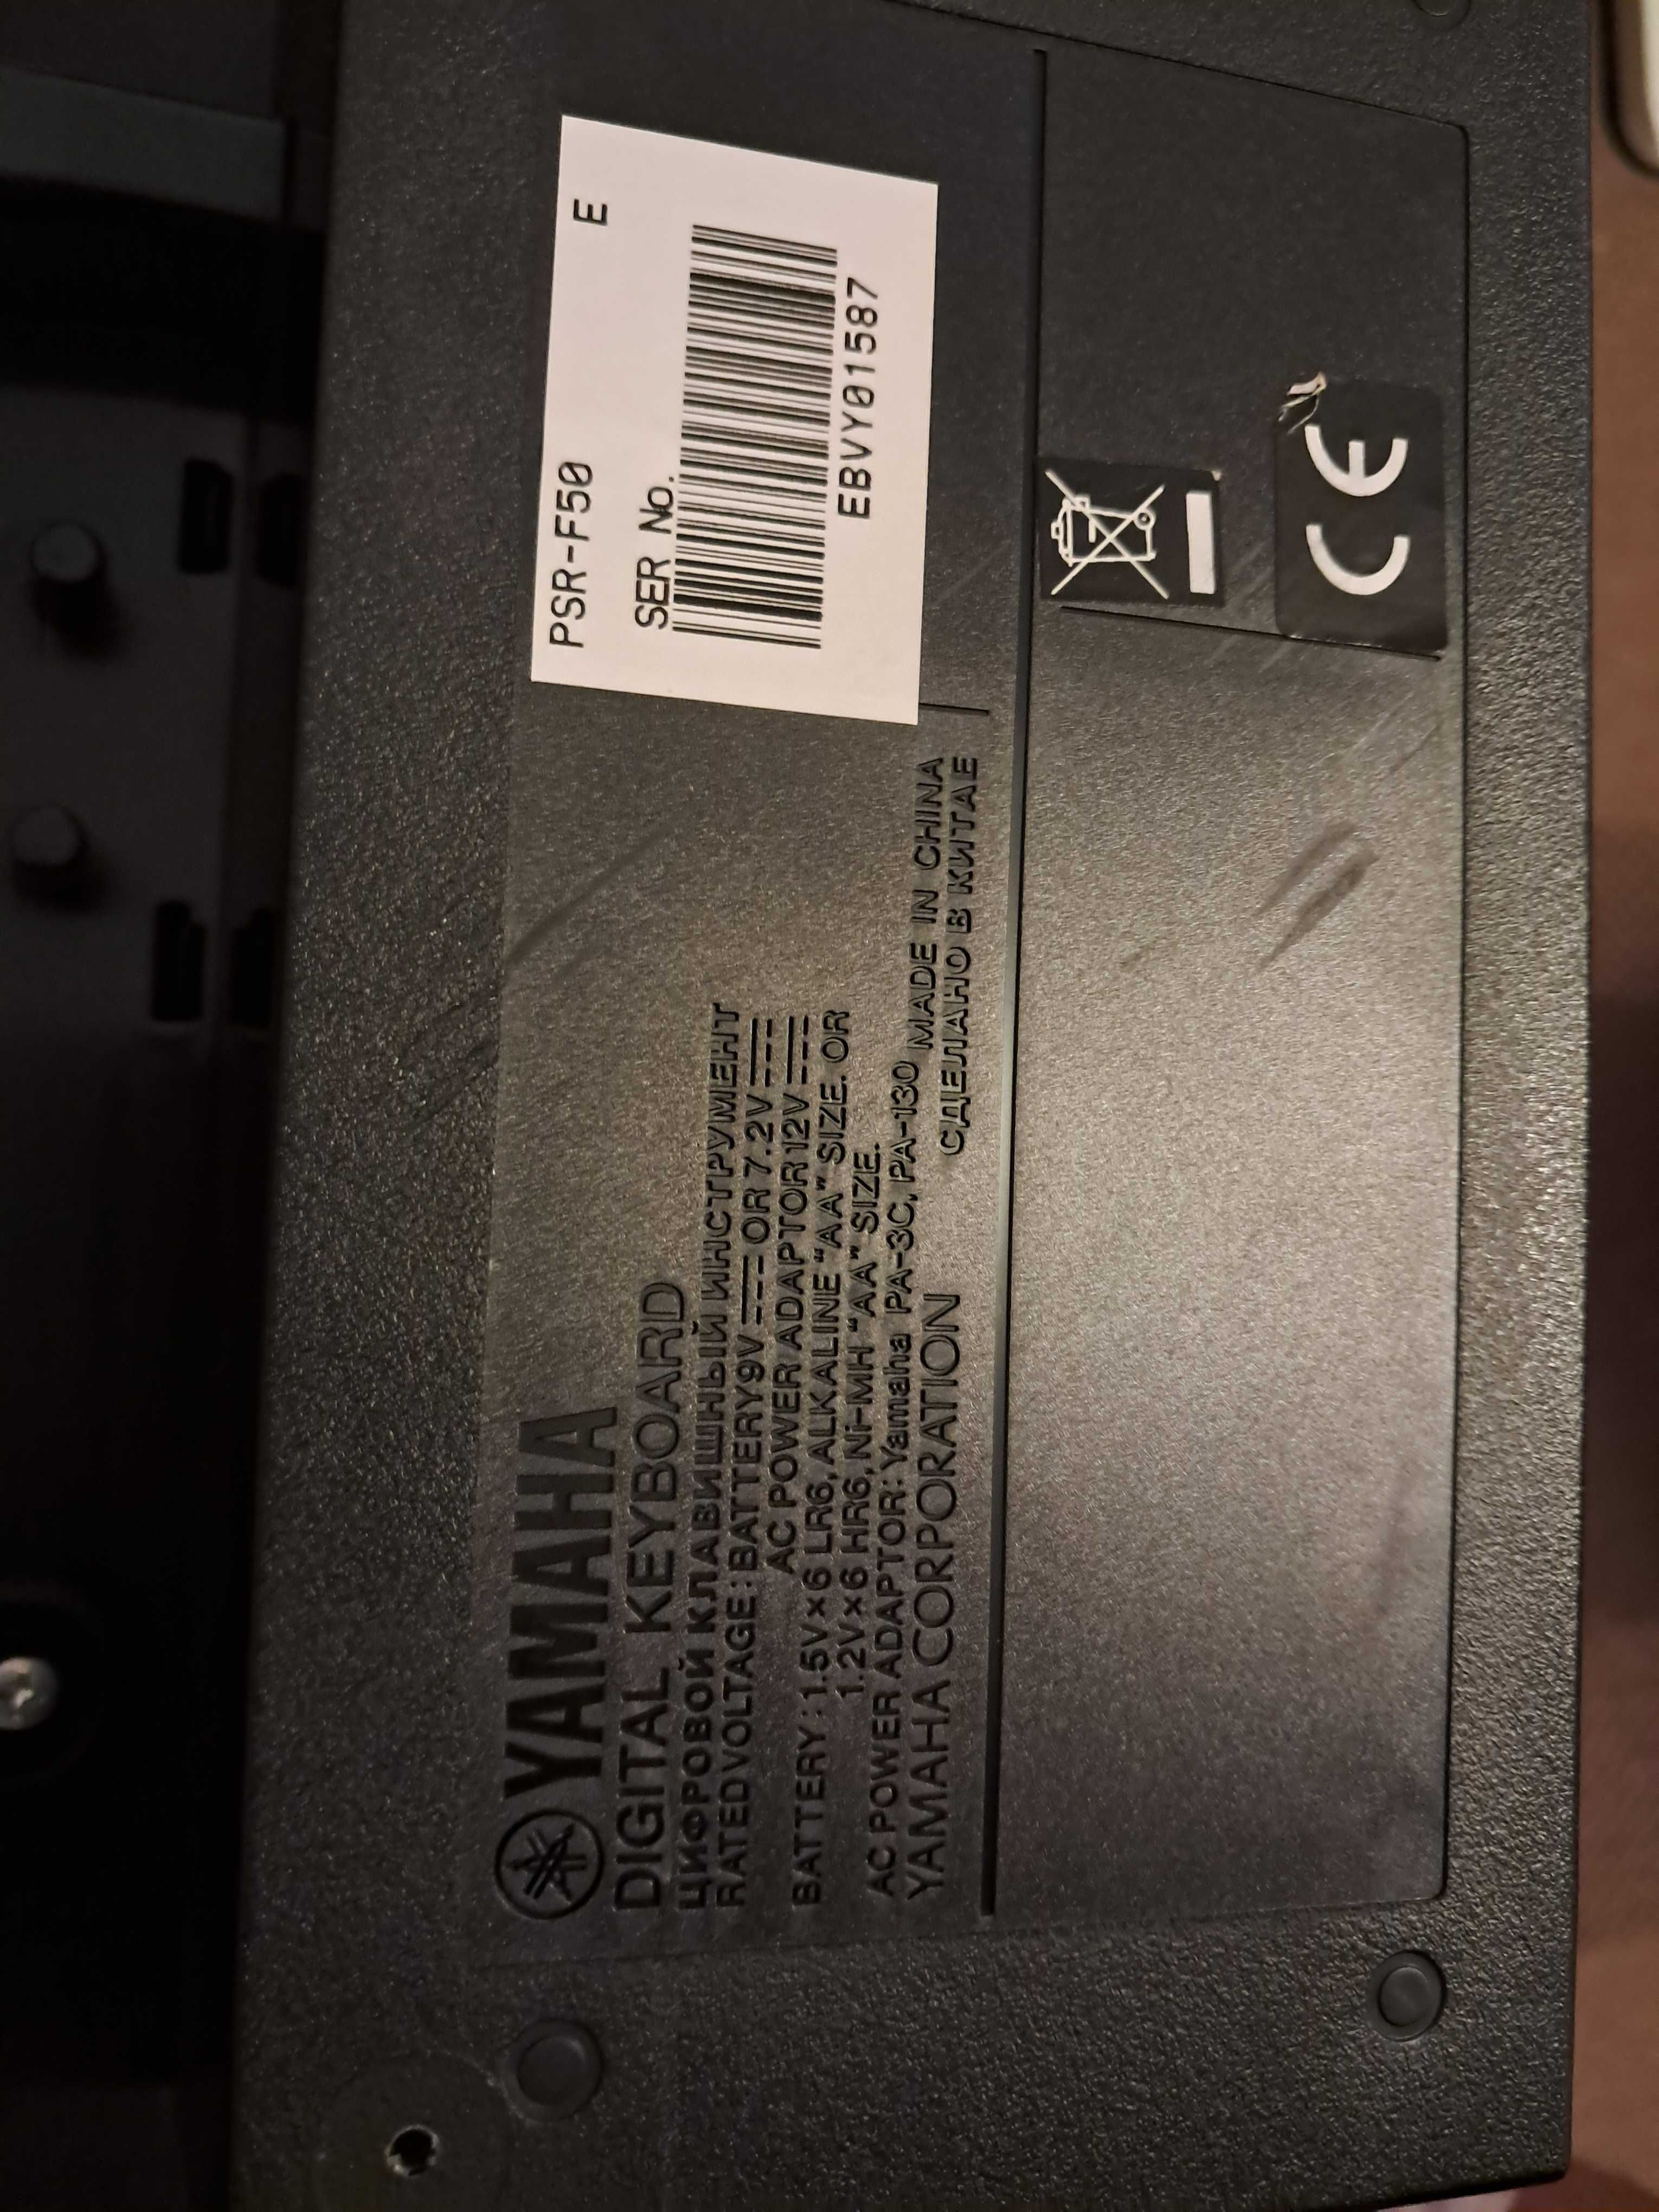 YAMAHA
DIGITAL KEYBOARD
ЦИФРОВОЙ КЛАВИШНЫЙ ИНСТРУМЕНТ
RATED VOLTAGE : BATTERY 9V OR 7.2V
AC POWER ADAPTOR 12V
BATTERY : 1.5V × 6 LR6, ALKALINE "AA" SIZE. OR
1.2V × 6 HR6, Ni-MH "AA" SIZE.
AC POWER ADAPTOR : Yamaha PA-3C, PA-130
YAMAHA CORPORATION
MADE IN CHINA
СДЕЛАНО В КИТАЕ
PSR-F50 E
SER No.
EBVY01587
CE